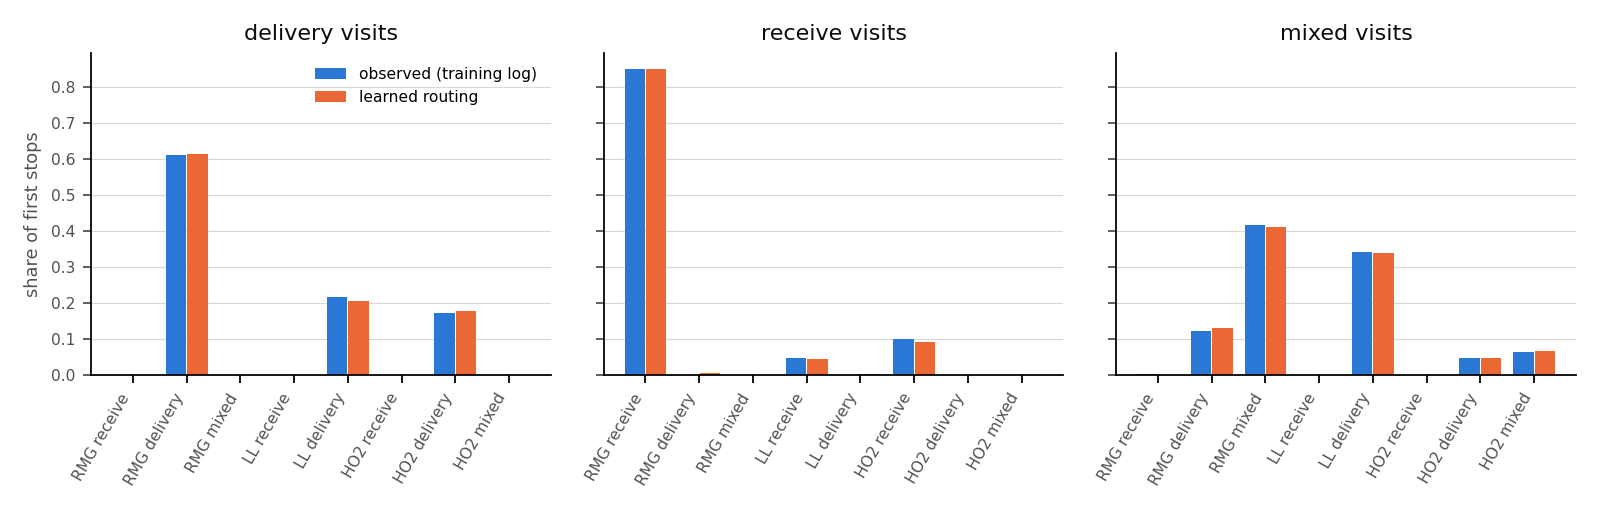 delivery visits
receive visits
mixed visits
observed (training log)
learned routing
share of first stops
0.8
0.7
0.6
0.5
0.4
0.3
0.2
0.1
0.0
RMG receive
RMG delivery
RMG mixed
LL receive
LL delivery
HO2 receive
HO2 delivery
HO2 mixed
RMG receive
RMG delivery
RMG mixed
LL receive
LL delivery
HO2 receive
HO2 delivery
HO2 mixed
RMG receive
RMG delivery
RMG mixed
LL receive
LL delivery
HO2 receive
HO2 delivery
HO2 mixed